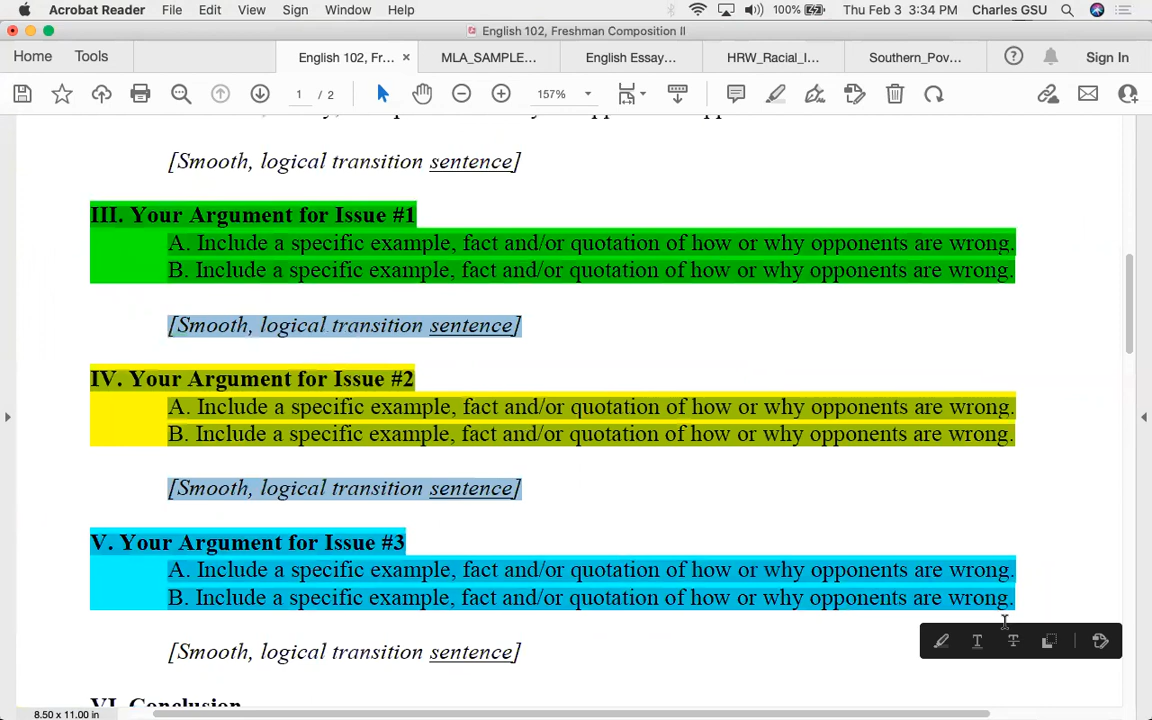 Acrobat Reader File Edit View Sign Window Help 100% Thu Feb 3 3:34 PM Charles GSU
English 102, Freshman Composition II
Home Tools English 102, Fr... × MLA_SAMPLE... English Essay... HRW_Racial_I... Southern_Pov... Sign In
1 / 2 157%
[Smooth, logical transition sentence]
III. Your Argument for Issue #1
A. Include a specific example, fact and/or quotation of how or why opponents are wrong.
B. Include a specific example, fact and/or quotation of how or why opponents are wrong.
[Smooth, logical transition sentence]
IV. Your Argument for Issue #2
A. Include a specific example, fact and/or quotation of how or why opponents are wrong.
B. Include a specific example, fact and/or quotation of how or why opponents are wrong.
[Smooth, logical transition sentence]
V. Your Argument for Issue #3
A. Include a specific example, fact and/or quotation of how or why opponents are wrong.
B. Include a specific example, fact and/or quotation of how or why opponents are wrong.
[Smooth, logical transition sentence]
VI. Conclusion
8.50 x 11.00 in